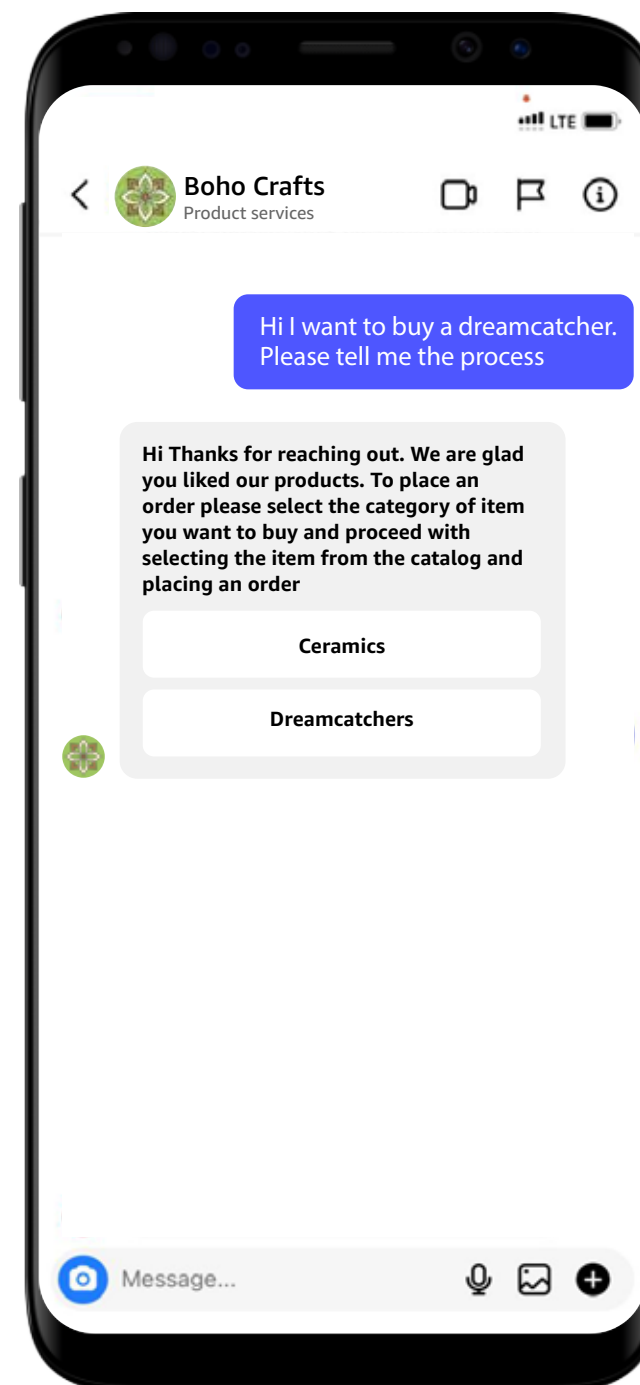 LTE
Boho Crafts
Product services
Hi I want to buy a dreamcatcher.
Please tell me the process
Hi Thanks for reaching out. We are glad
you liked our products. To place an
order please select the category of item
you want to buy and proceed with
selecting the item from the catalog and
placing an order
Ceramics
Dreamcatchers
Message...